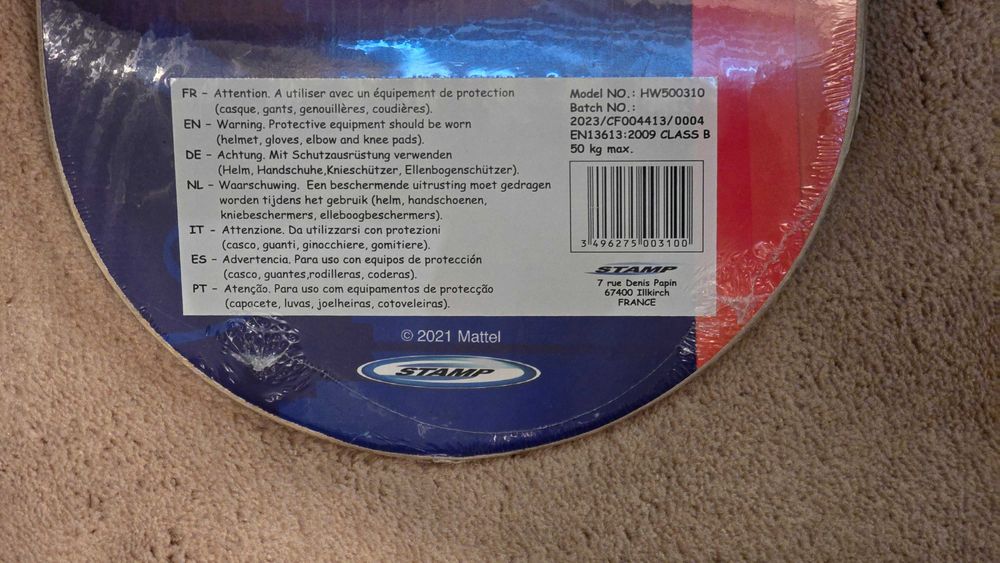 FR – Attention. A utiliser avec un équipement de protection
(casque, gants, genouillères, coudières).
EN – Warning. Protective equipment should be worn
(helmet, gloves, elbow and knee pads).
DE – Achtung. Mit Schutzausrüstung verwenden
(Helm, Handschuhe,Knieschützer, Ellenbogenschützer).
NL – Waarschuwing. Een beschermende uitrusting moet gedragen
worden tijdens het gebruik (helm, handschoenen,
kniebeschermers, elleboogbeschermers).
IT – Attenzione. Da utilizzarsi con protezioni
(casco, guanti, ginocchiere, gomitiere).
ES – Advertencia. Para uso con equipos de protección
(casco, guantes,rodilleras, coderas).
PT – Atenção. Para uso com equipamentos de protecção
(capacete, luvas, joelheiras, cotoveleiras).
Model NO.: HW500310
Batch NO.:
2023/CF004413/0004
EN13613:2009 CLASS B
50 kg max.
3 496275 003100
STAMP
7 rue Denis Papin
67400 Illkirch
FRANCE
© 2021 Mattel
STAMP